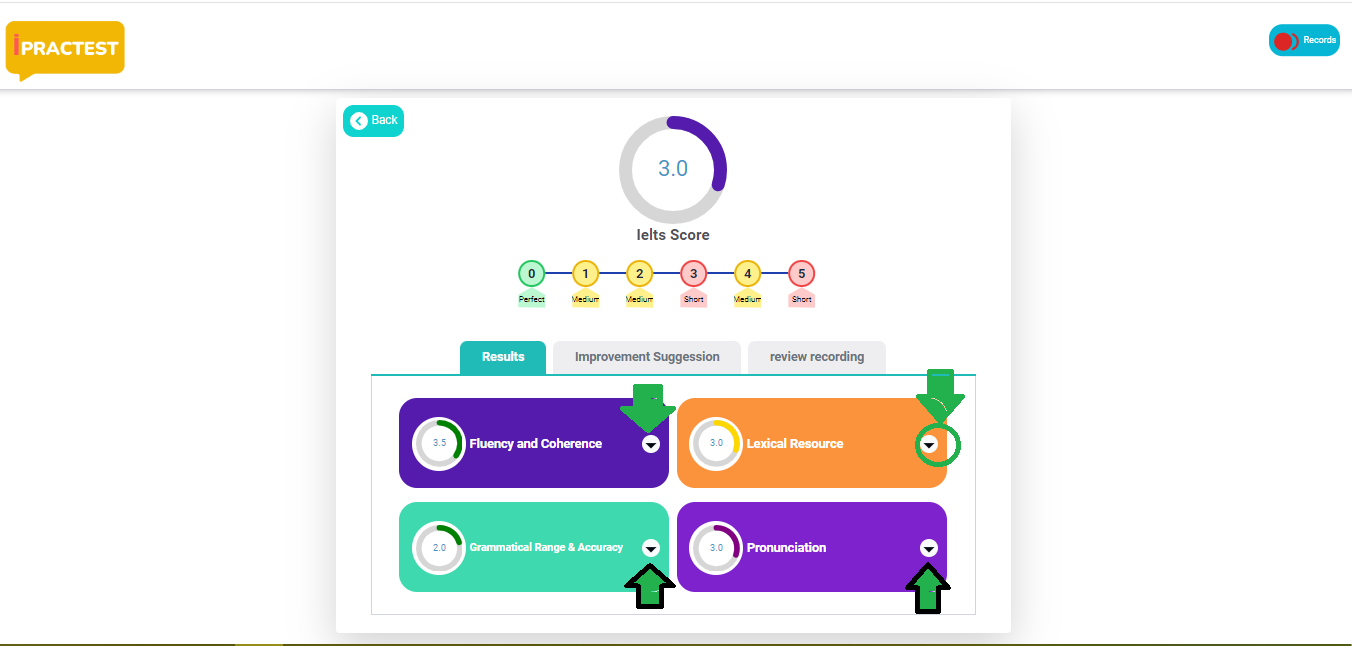 iPRACTEST
Records
Back
3.0
Ielts Score
0 1 2 3 4 5
Perfect Medium Medium Short Medium Short
Results Improvement Suggession review recording
3.5 Fluency and Coherence 3.0 Lexical Resource
2.0 Grammatical Range & Accuracy 3.0 Pronunciation